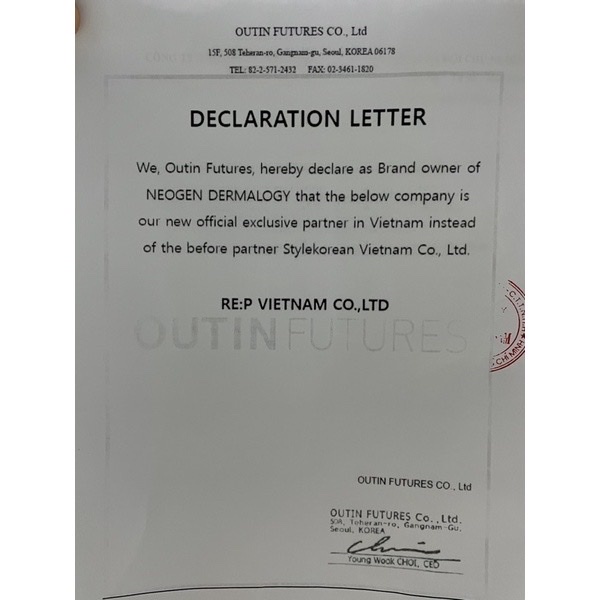 OUTIN FUTURES CO., Ltd
15F, 508 Teheran-ro, Gangnam-gu, Seoul, KOREA 06178
TEL: 82-2-571-2432 FAX: 02-3461-1820
DECLARATION LETTER
We, Outin Futures, hereby declare as Brand owner of
NEOGEN DERMALOGY that the below company is
our new official exclusive partner in Vietnam instead
of the before partner Stylekorean Vietnam Co., Ltd.
RE:P VIETNAM CO.,LTD
OUTINFUTURES
C.T.T.N.H.H
CHÍ MINH
OUTIN FUTURES CO., Ltd
OUTIN FUTURES Co., Ltd.
508, Teheran-ro, Gangnam-Gu,
Seoul, KOREA
Young Wook CHOI, CEO